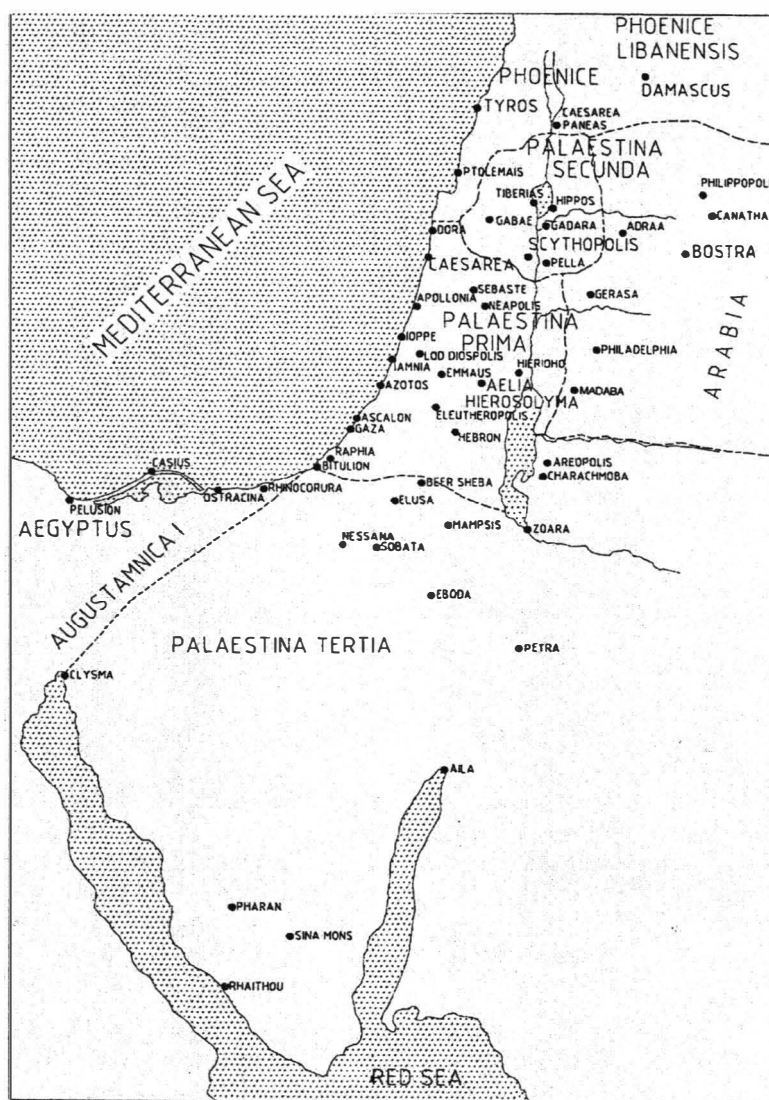 PHOENICE
LIBANENSIS
PHOENICE
DAMASCUS
TYROS
CAESAREA
PANEAS
PALAESTINA
SECUNDA
PTOLEMAIS
TIBERIAS
HIPPOS
PHILIPPOPOLI
CANATHA
GABAE
GADARA
ADRAA
DORA
SCYTHOPOLIS
BOSTRA
CAESAREA
PELLA
MEDITERRANEAN SEA
SEBASTE
GERASA
APOLLONIA
NEAPOLIS
PALAESTINA
PRIMA
ARABIA
IOPPE
LOD DIOSPOLIS
PHILADELPHIA
IAMNIA
EMMAUS
HIERICHO
AZOTOS
AELIA
HIEROSOLYMA
MADABA
ELEUTHEROPOLIS
ASCALON
GAZA
HEBRON
RAPHIA
BITULION
AREOPOLIS
CHARACHMOBA
CASIUS
PELUSION
OSTRACINA
RHINOCORURA
BEER SHEBA
ELUSA
AEGYPTUS
MAMPSIS
ZOARA
NESSANA
SOBATA
AUGUSTAMNICA I
EBODA
PALAESTINA TERTIA
PETRA
CLYSMA
AILA
PHARAN
SINA MONS
RHAITHOU
RED SEA